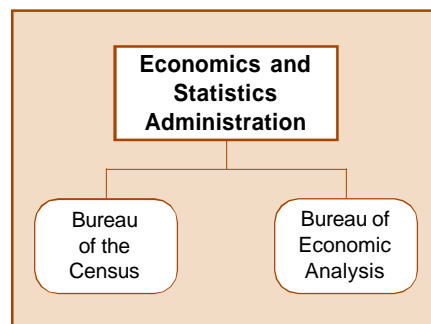 Economics and
Statistics
Administration
Bureau
of the
Census
Bureau of
Economic
Analysis